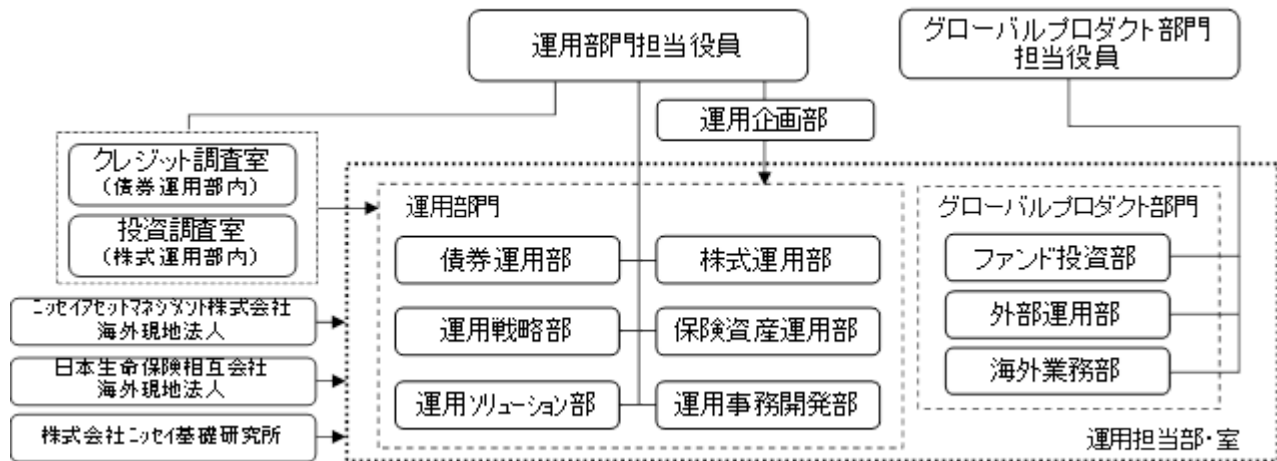 運用部門担当役員
グローバルプロダクト部門
担当役員
運用企画部
クレジット調査室
(債券運用部内)
投資調査室
(株式運用部内)
運用部門
債券運用部
株式運用部
運用戦略部
保険資産運用部
運用ソリューション部
運用事務開発部
グローバルプロダクト部門
ファンド投資部
外部運用部
海外業務部
ニッセイアセットマネジメント株式会社
海外現地法人
日本生命保険相互会社
海外現地法人
株式会社ニッセイ基礎研究所
運用担当部・室